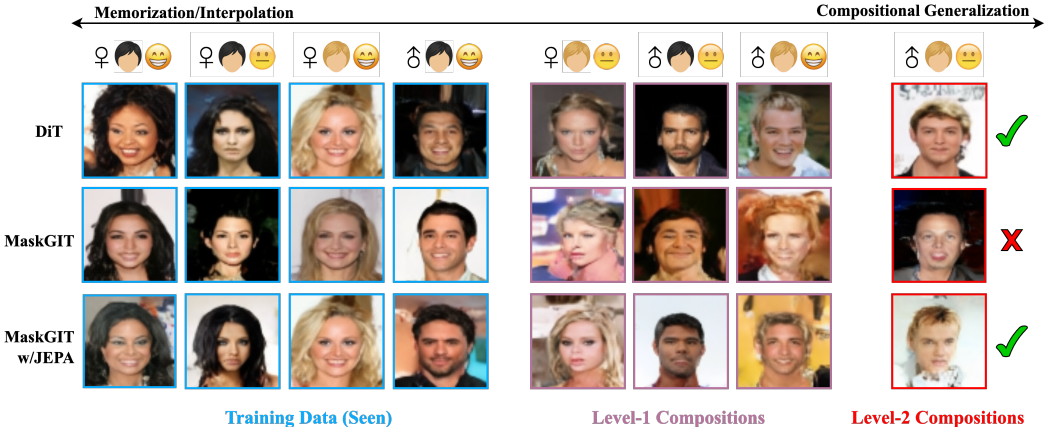 Memorization/Interpolation
Compositional Generalization
DiT
MaskGIT
MaskGIT
w/JEPA
X
Training Data (Seen)
Level-1 Compositions
Level-2 Compositions